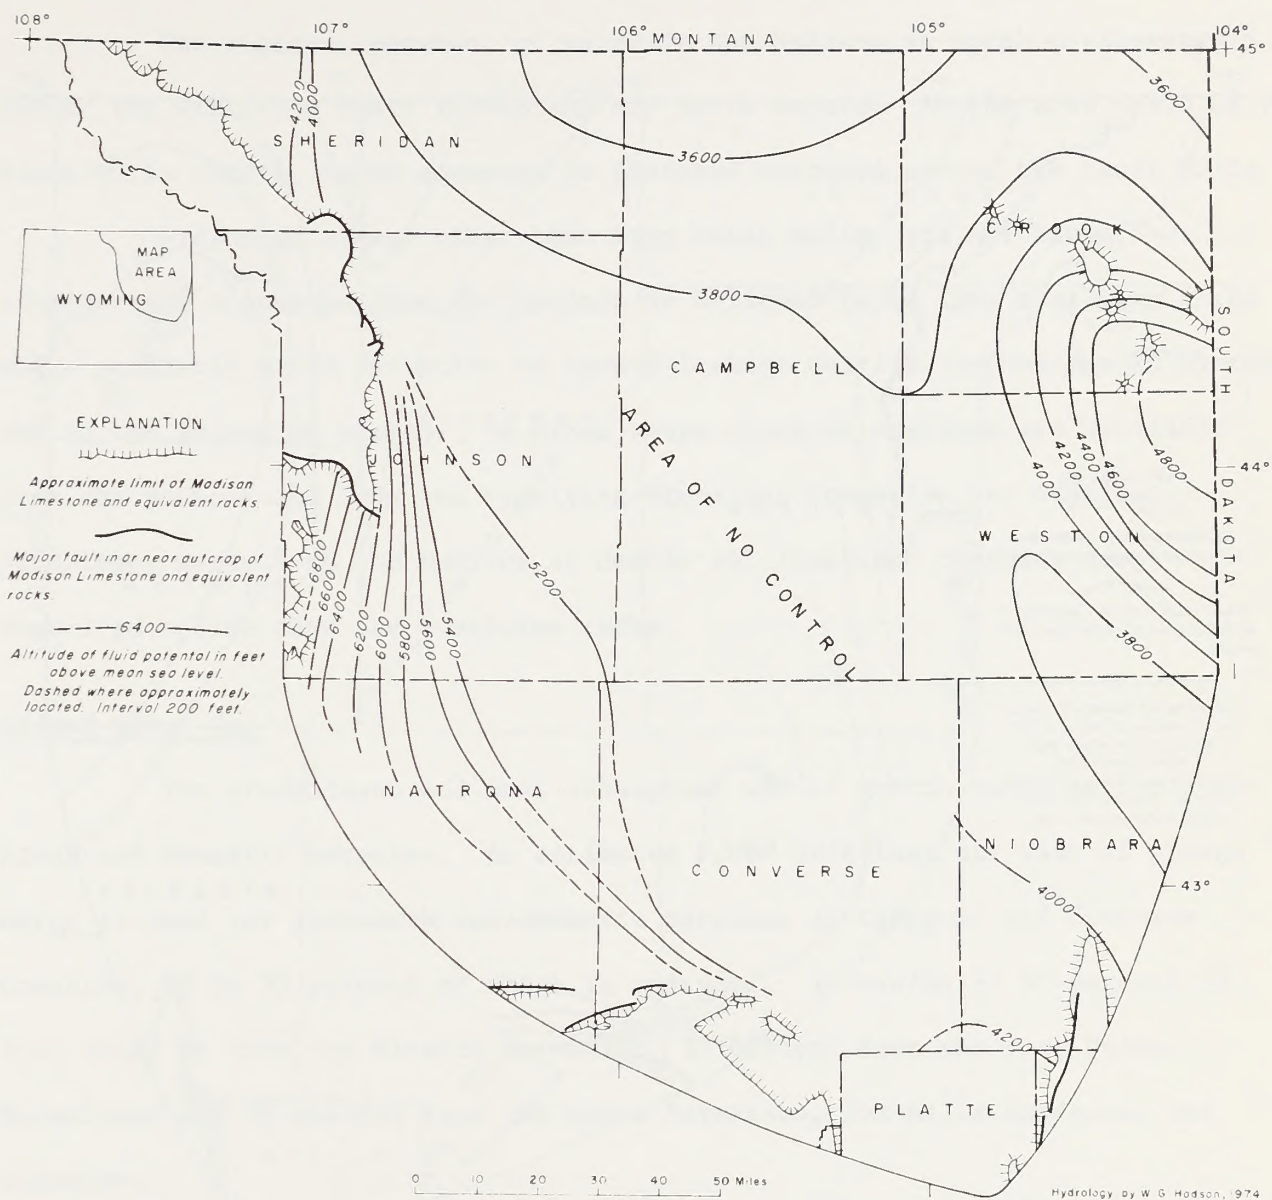 108°
107°
106°
MONTANA
105°
104°
45°
4200
4000
3600
SHERIDAN
3600
CROOK
MAP
AREA
WYOMING
3800
SOUTH
DAKOTA
CAMPBELL
EXPLANATION
Approximate limit of Madison
Limestone and equivalent rocks
Major fault in or near outcrop of
Madison Limestone and equivalent
rocks.
6400
Altitude of fluid potental in feet
above mean sea level.
Dashed where approximately
located. Interval 200 feet.
AREA OF NO CONTROL
JOHNSON
44°
4800
4600
4400
4200
4000
WESTON
5200
6800
6600
6400
6200
6000
5800
5600
5400
3800
NATRONA
NIOBRARA
CONVERSE
4000
43°
4200
PLATTE
0 10 20 30 40 50 Miles
Hydrology by W G Hodson, 1974